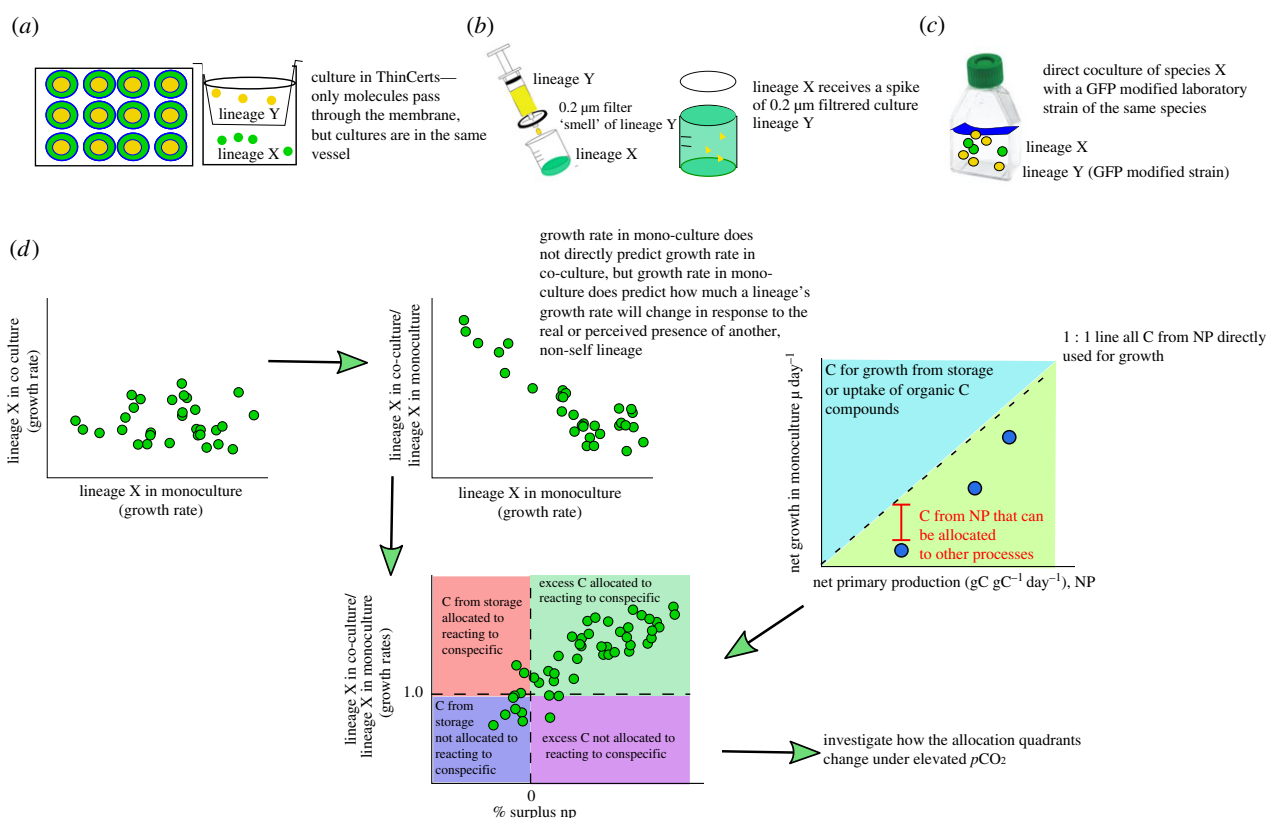 (a)
culture in ThinCerts—
only molecules pass
through the membrane,
but cultures are in the same
vessel
lineage Y
lineage X
(b)
lineage Y
0.2 µm filter
‘smell’ of lineage Y
lineage X
lineage X receives a spike
of 0.2 µm filtrered culture
lineage Y
(c)
direct coculture of species X
with a GFP modified laboratory
strain of the same species
lineage X
lineage Y (GFP modified strain)
(d)
lineage X in co culture
(growth rate)
lineage X in monoculture
(growth rate)
growth rate in mono-culture does
not directly predict growth rate in
co-culture, but growth rate in mono-
culture does predict how much a lineage’s
growth rate will change in response to the
real or perceived presence of another,
non-self lineage
lineage X in co-culture/
lineage X in monoculture
lineage X in monoculture
(growth rate)
1 : 1 line all C from NP directly
used for growth
net growth in monoculture µ day−1
C for growth from storage
or uptake of organic C
compounds
C from NP that can
be allocated
to other processes
net primary production (gC gC−1 day−1), NP
lineage X in co-culture/
lineage X in monoculture
(growth rates)
1.0
C from storage
allocated to
reacting to
conspecific
excess C allocated to
reacting to conspecific
C from
storage
not allocated to
reacting to
conspecific
excess C not allocated to
reacting to conspecific
0
% surplus np
investigate how the allocation quadrants
change under elevated pCO2